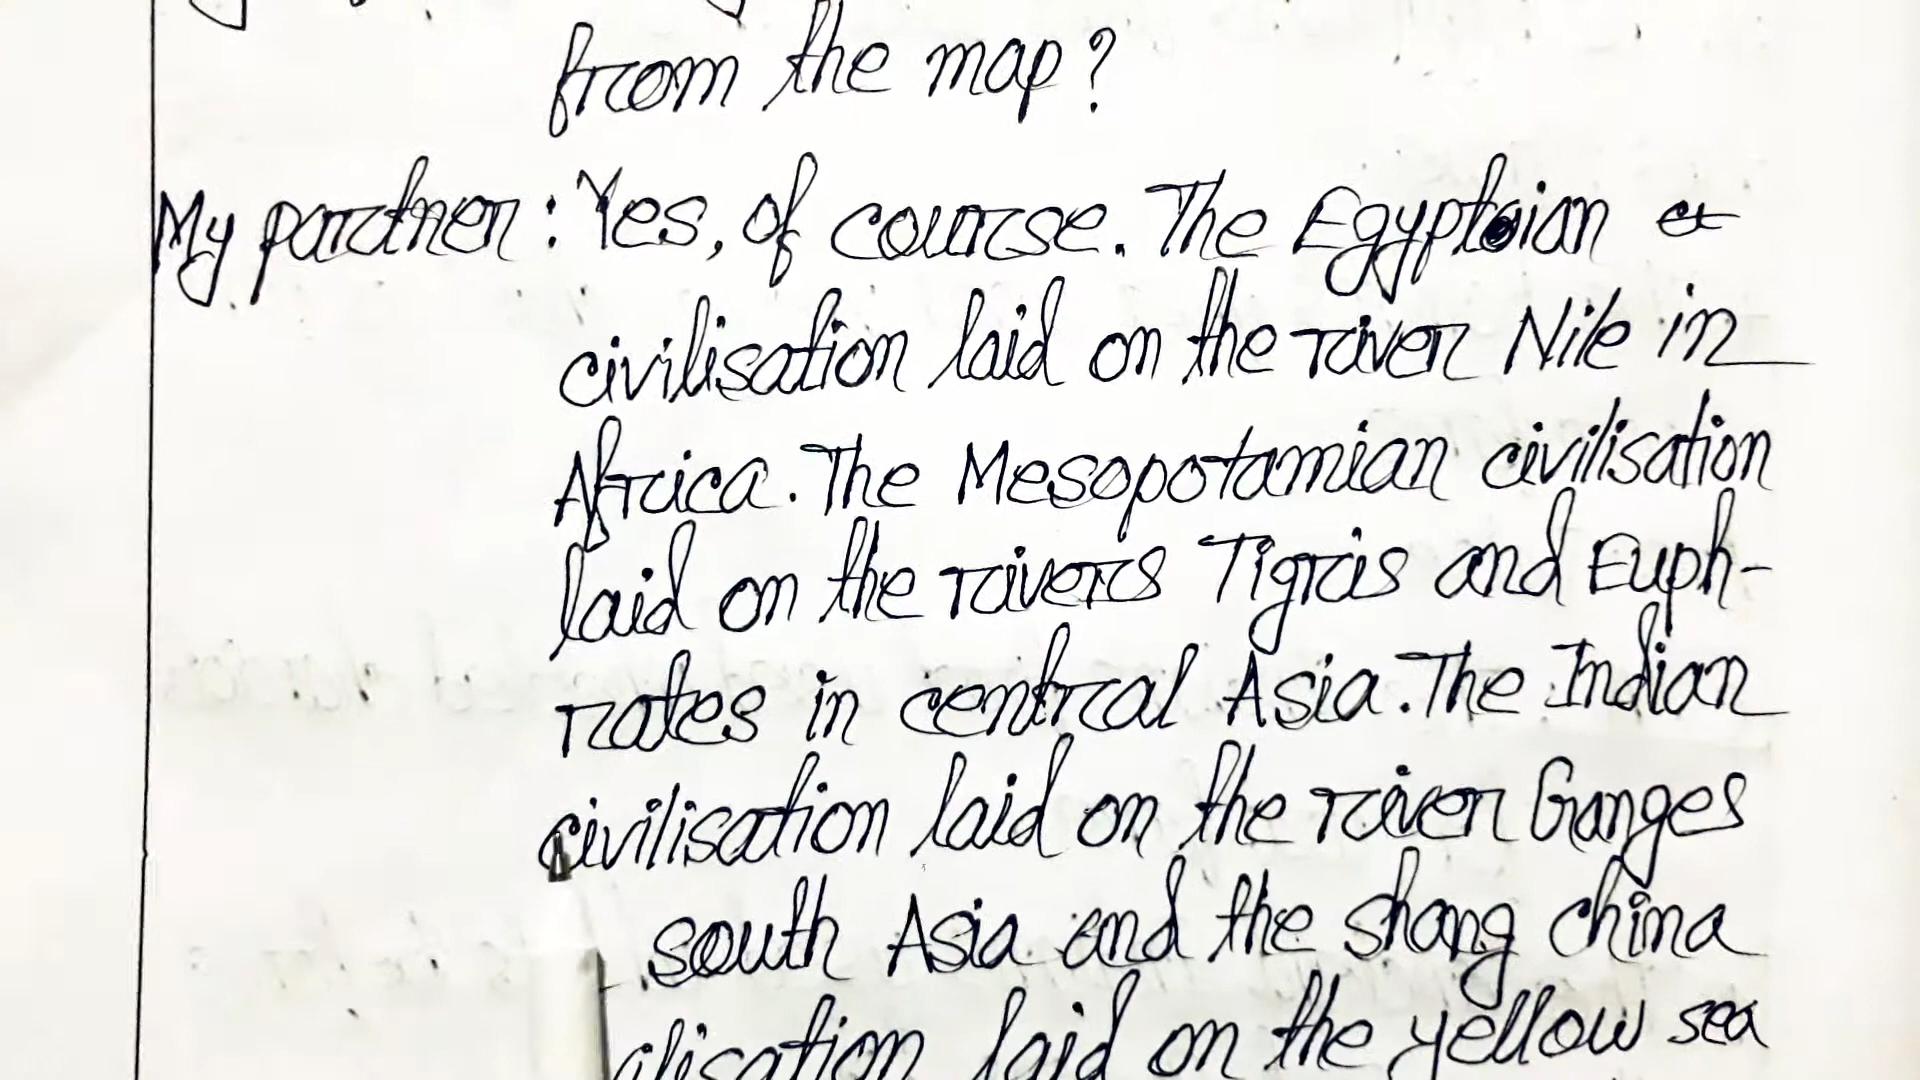 from the map?
My partner: Yes, of course. The Egyptian
civilisation laid on the river Nile in
Africa. The Mesopotamian civilisation
laid on the rivers Tigris and Euph-
rates in central Asia. The Indian
civilisation laid on the river Ganges
south Asia and the shang china
laid on the yellow sea